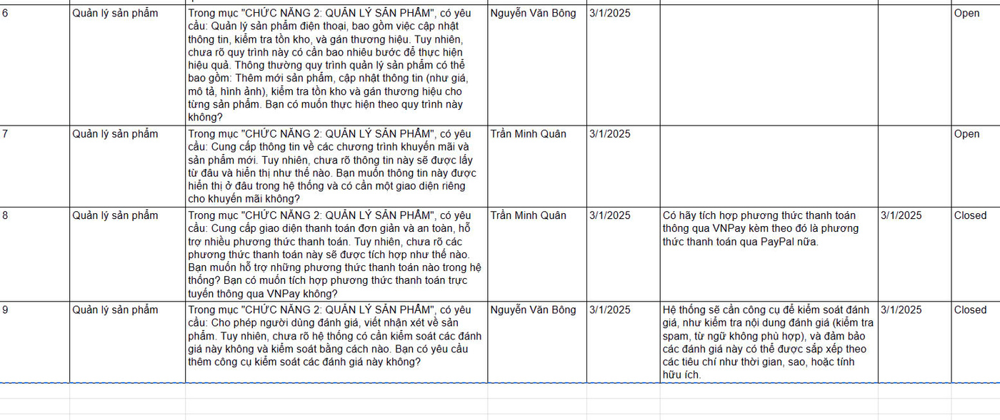 6
Quản lý sản phẩm
Trong mục "CHỨC NĂNG 2: QUẢN LÝ SẢN PHẨM", có yêu
cầu: Quản lý sản phẩm điện thoại, bao gồm việc cập nhật
thông tin, kiểm tra tồn kho, và gán thương hiệu. Tuy nhiên,
chưa rõ quy trình này có cần bao nhiêu bước để thực hiện
hiệu quả. Thông thường quy trình quản lý sản phẩm có thể
bao gồm: Thêm mới sản phẩm, cập nhật thông tin (như giá,
mô tả, hình ảnh), kiểm tra tồn kho và gán thương hiệu cho
từng sản phẩm. Bạn có muốn thực hiện theo quy trình này
không?
Nguyễn Văn Bông
3/1/2025
Open
7
Quản lý sản phẩm
Trong mục "CHỨC NĂNG 2: QUẢN LÝ SẢN PHẨM", có yêu
cầu: Cung cấp thông tin về các chương trình khuyến mãi và
sản phẩm mới. Tuy nhiên, chưa rõ thông tin này sẽ được lấy
từ đâu và hiển thị như thế nào. Bạn muốn thông tin này được
hiển thị ở đâu trong hệ thống và có cần một giao diện riêng
cho khuyến mãi không?
Trần Minh Quân
3/1/2025
Open
8
Quản lý sản phẩm
Trong mục "CHỨC NĂNG 2: QUẢN LÝ SẢN PHẨM", có yêu
cầu: Cung cấp giao diện thanh toán đơn giản và an toàn, hỗ
trợ nhiều phương thức thanh toán. Tuy nhiên, chưa rõ các
phương thức thanh toán này sẽ được tích hợp như thế nào.
Bạn muốn hỗ trợ những phương thức thanh toán nào trong hệ
thống? Bạn có muốn tích hợp phương thức thanh toán trực
tuyến thông qua VNPay không?
Trần Minh Quân
3/1/2025
Có hãy tích hợp phương thức thanh toán
thông qua VNPay kèm theo đó là phương
thức thanh toán qua PayPal nữa.
3/1/2025
Closed
9
Quản lý sản phẩm
Trong mục "CHỨC NĂNG 2: QUẢN LÝ SẢN PHẨM", có yêu
cầu: Cho phép người dùng đánh giá, viết nhận xét về sản
phẩm. Tuy nhiên, chưa rõ hệ thống có cần kiểm soát các đánh
giá này không và kiểm soát bằng cách nào. Bạn có yêu cầu
thêm công cụ kiểm soát các đánh giá này không?
Nguyễn Văn Bông
3/1/2025
Hệ thống sẽ cần công cụ để kiểm soát đánh
giá, như kiểm tra nội dung đánh giá (kiểm tra
spam, từ ngữ không phù hợp), và đảm bảo
các đánh giá này có thể được sắp xếp theo
các tiêu chí như thời gian, sao, hoặc tính
hữu ích.
3/1/2025
Closed